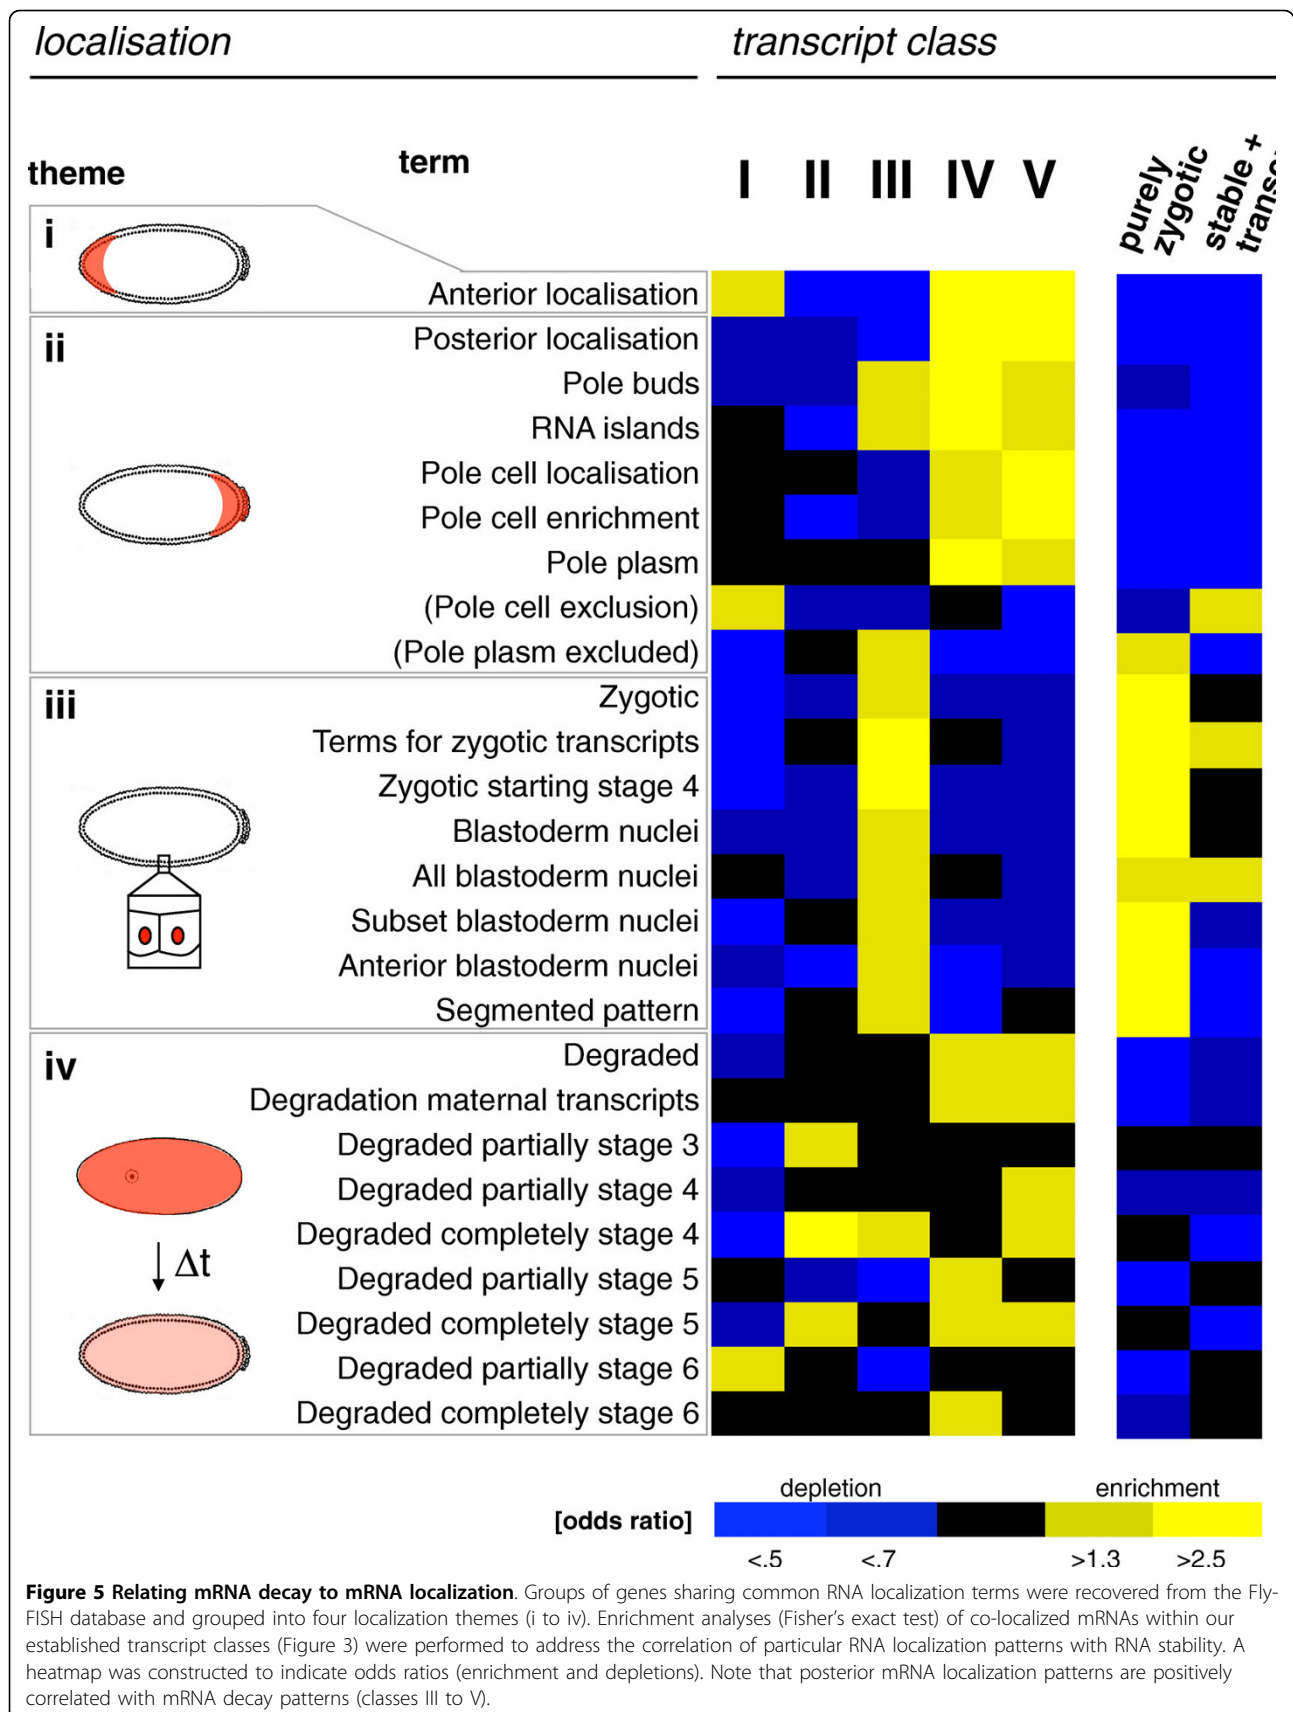 localisation
transcript class
theme
term
I II III IV V
purely zygotic
stable +
i
Anterior localisation
ii
Posterior localisation
Pole buds
RNA islands
Pole cell localisation
Pole cell enrichment
Pole plasm
(Pole cell exclusion)
(Pole plasm excluded)
iii
Zygotic
Terms for zygotic transcripts
Zygotic starting stage 4
Blastoderm nuclei
All blastoderm nuclei
Subset blastoderm nuclei
Anterior blastoderm nuclei
Segmented pattern
iv
Degraded
Degradation maternal transcripts
Degraded partially stage 3
Degraded partially stage 4
Degraded completely stage 4
Δt
Degraded partially stage 5
Degraded completely stage 5
Degraded partially stage 6
Degraded completely stage 6
depletion enrichment
[odds ratio]
<.5 <.7 >1.3 >2.5
Figure 5 Relating mRNA decay to mRNA localization. Groups of genes sharing common RNA localization terms were recovered from the Fly-
FISH database and grouped into four localization themes (i to iv). Enrichment analyses (Fisher's exact test) of co-localized mRNAs within our
established transcript classes (Figure 3) were performed to address the correlation of particular RNA localization patterns with RNA stability. A
heatmap was constructed to indicate odds ratios (enrichment and depletions). Note that posterior mRNA localization patterns are positively
correlated with mRNA decay patterns (classes III to V).